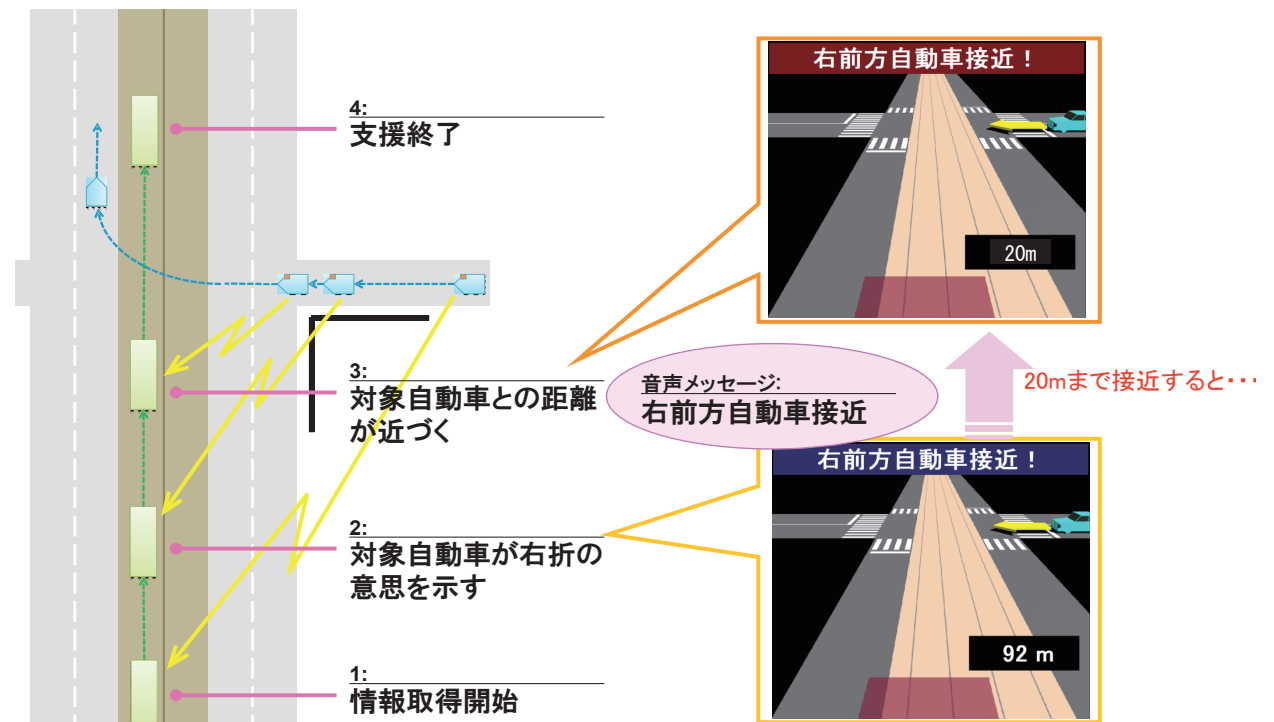 4:
支援終了
3:
対象自動車との距離
が近づく
2:
対象自動車が右折の
意思を示す
1:
情報取得開始
右前方自動車接近！
20m
音声メッセージ:
右前方自動車接近
20mまで接近すると・・・
右前方自動車接近！
92 m